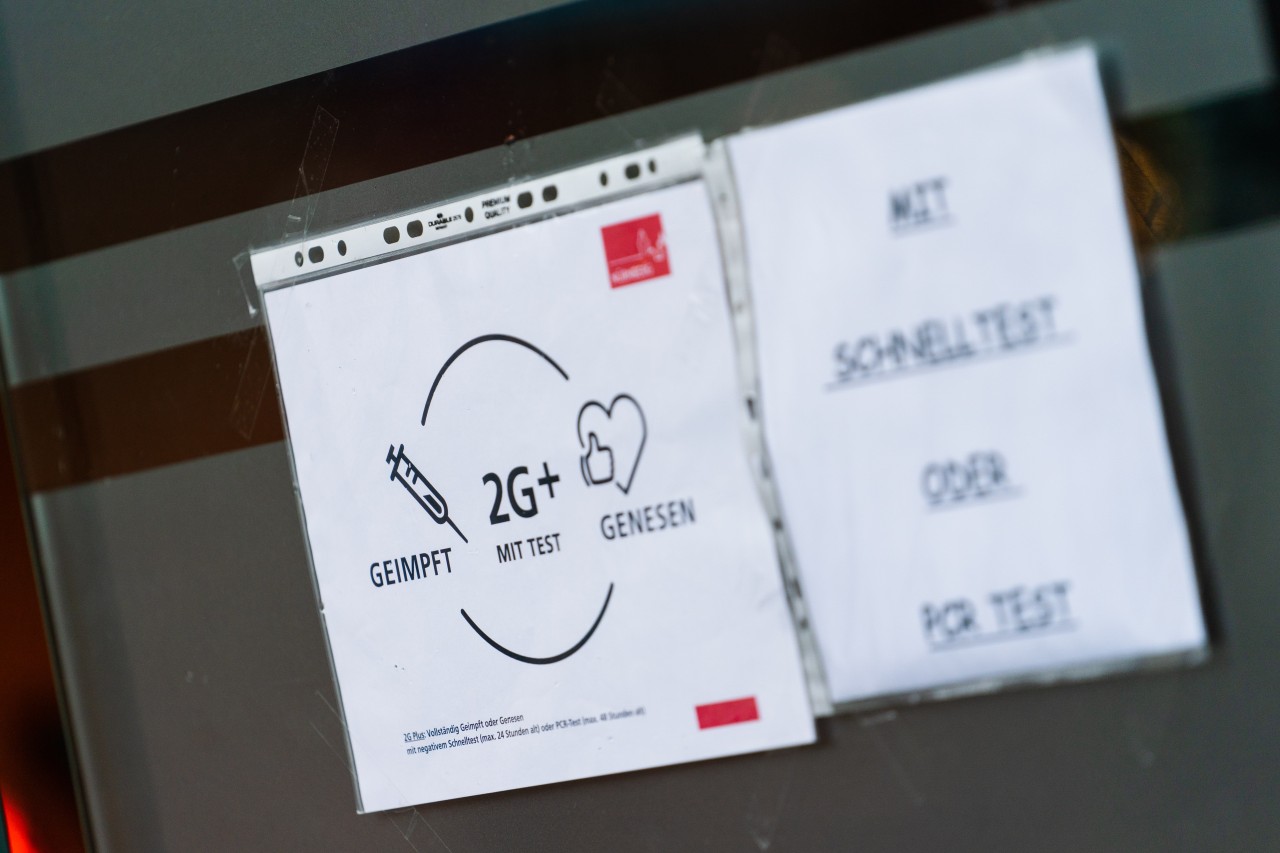 PREMIUM
QUALITY
DURABLE
GEIMPFT
2G+
MIT TEST
GENESEN
2G Plus: Vollständig Geimpft oder Genesen
mit negativem Schnelltest (max. 24 Stunden alt) oder PCR-Test (max. 48 Stunden alt)
MIT
SCHNELLTEST
ODER
PCR TEST